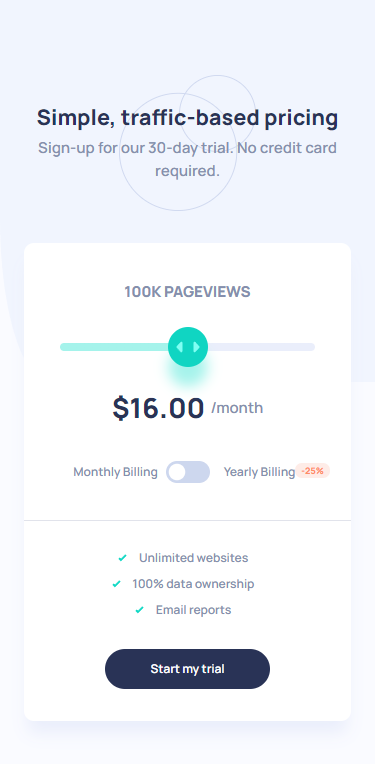 Simple, traffic-based pricing
Sign-up for our 30-day trial. No credit card
required.
100K PAGEVIEWS
$16.00 /month
Monthly Billing Yearly Billing -25%
Unlimited websites
100% data ownership
Email reports
Start my trial